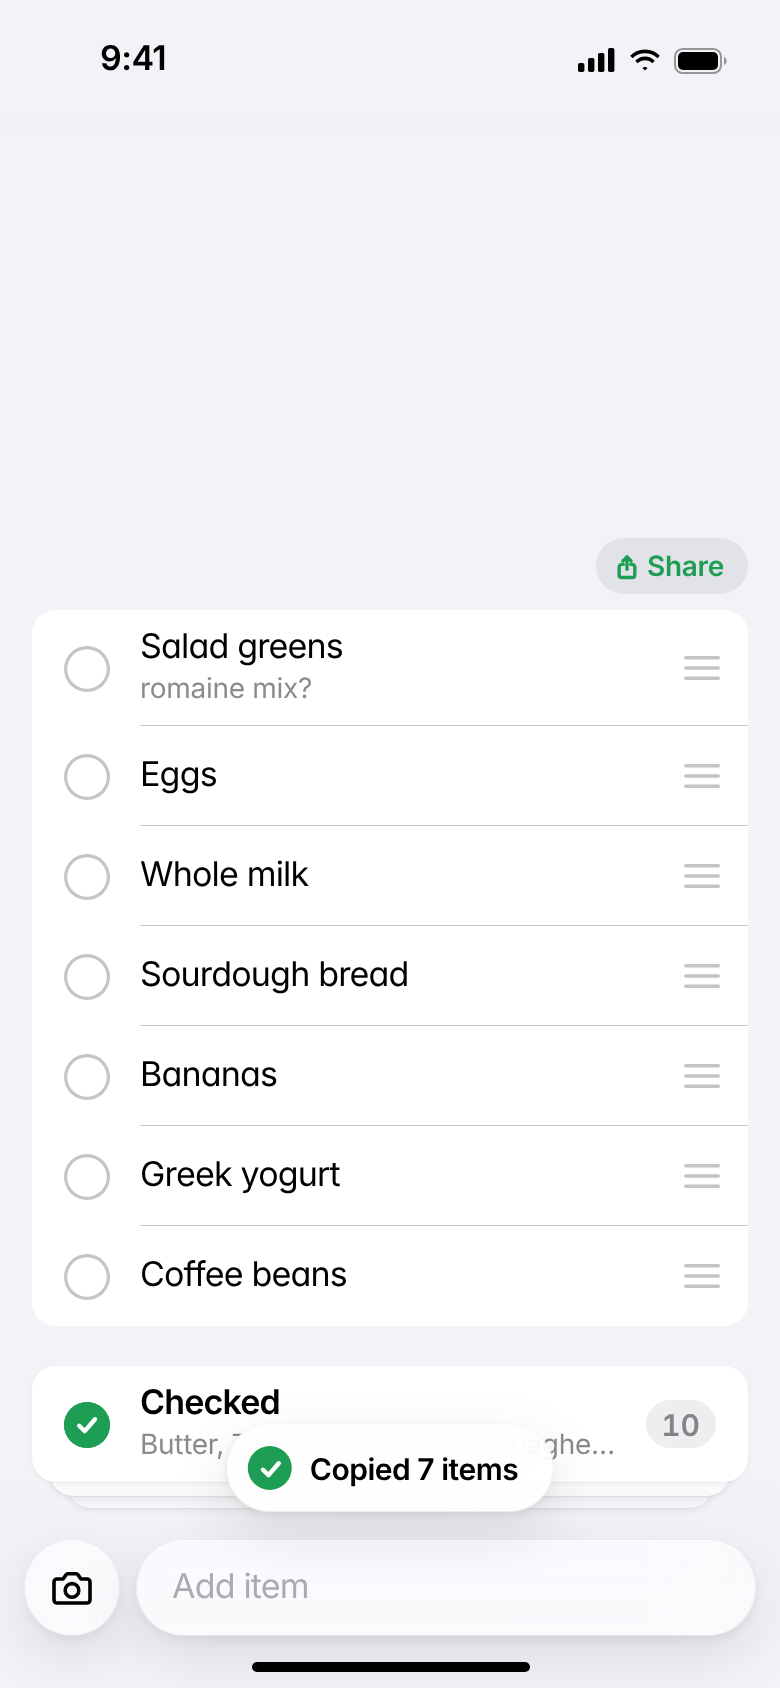 9:41
Share
Salad greens
romaine mix?
Eggs
Whole milk
Sourdough bread
Bananas
Greek yogurt
Coffee beans
Checked
Butter, Spaghe...
10
Copied 7 items
Add item